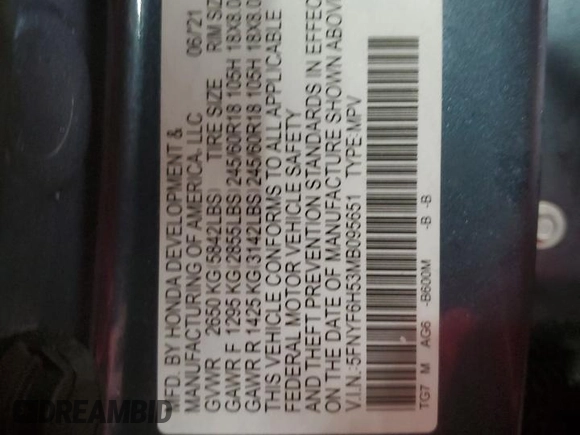 MFD. BY HONDA DEVELOPMENT &
MANUFACTURING OF AMERICA, LLC 06/21
GVWR 2650 KG(5842LBS) TIRE SIZE RIM SIZ
GAWR F 1295 KG(2855LBS) 245/60R18 105H 18X8.0
GAWR R 1425 KG(3142LBS) 245/60R18 105H 18X8.0
THIS VEHICLE CONFORMS TO ALL APPLICABLE
FEDERAL MOTOR VEHICLE SAFETY
AND THEFT PREVENTION STANDARDS IN EFFEC
ON THE DATE OF MANUFACTURE SHOWN ABOV
V.I.N.:5FNYF6H53MB095651 TYPE:MPV
TG7 M AG6 -B600M -B -B
DREAMBID